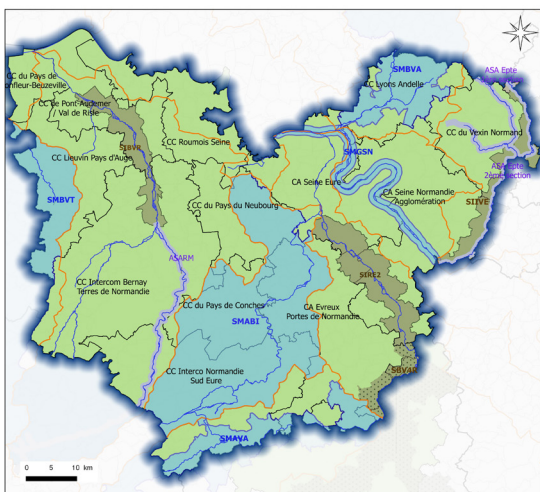 SMBVA
ASA Epte
CC du Pays de
Honfleur-Beuzeville
CC Lyons Andelle
CC de Pont-Audemer
/ Val de Risle
CC du Vexin Normand
SIBVR
CC Roumois Seine
SMGSN
CC Lieuvin Pays d'Auge
ASA Epte
2ème section
CA Seine Eure
SMBVT
CA Seine Normandie
Agglomération
SIIVE
CC du Pays du Neubourg
ASARM
SIRE2
CC Intercom Bernay
Terres de Normandie
CC du Pays de Conches
CA Evreux
Portes de Normandie
SMABI
CC Interco Normandie
Sud Eure
SBV4R
SMAVA
0 5 10 km